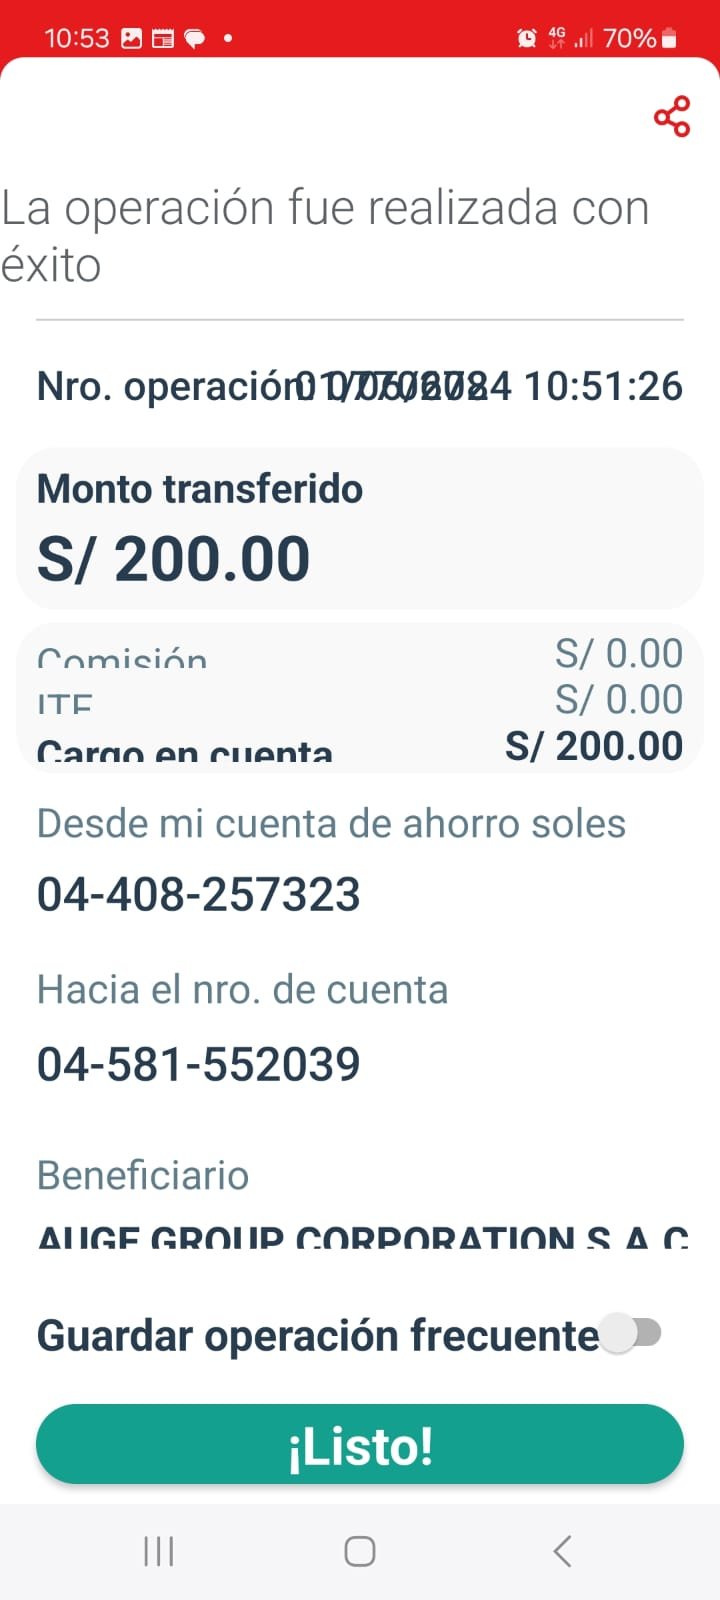 10:53
4G 70%
La operación fue realizada con
éxito
Nro. operación 10:51:26
Monto transferido
S/ 200.00
Comisión S/ 0.00
ITF S/ 0.00
Cargo en cuenta S/ 200.00
Desde mi cuenta de ahorro soles
04-408-257323
Hacia el nro. de cuenta
04-581-552039
Beneficiario
AUGE GROUP CORPORATION S A C
Guardar operación frecuente
¡Listo!